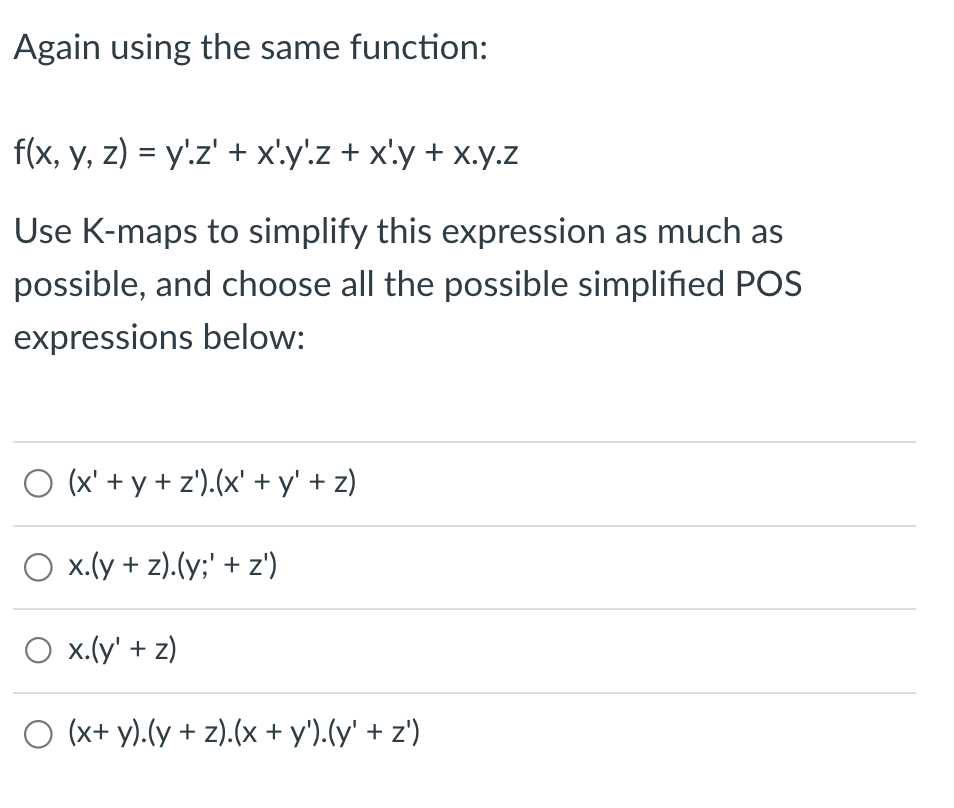 Again using the same function:
f(x, y, z) = y'.z' + x'.y'.z + x'.y + x.y.z
Use K-maps to simplify this expression as much as
possible, and choose all the possible simplified POS
expressions below:
(x' + y + z').(x' + y' + z)
x.(y + z).(y;' + z')
x.(y' + z)
(x+ y).(y + z).(x + y').(y' + z')